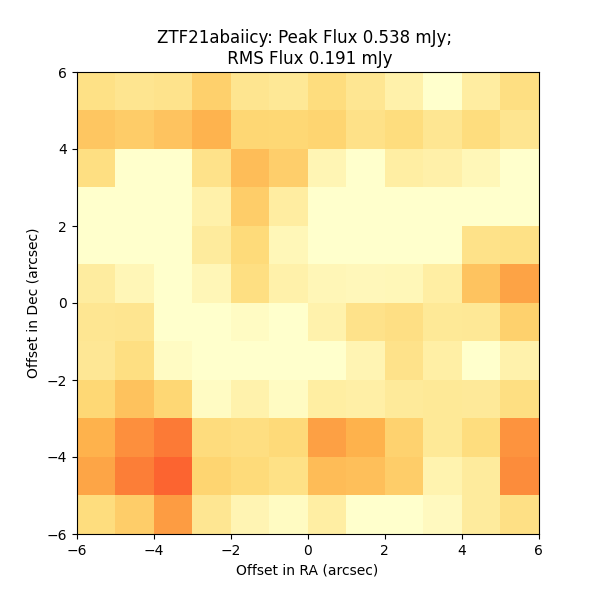 ZTF21abaiicy: Peak Flux 0.538 mJy;
RMS Flux 0.191 mJy
6
4
2
0
−2
−4
−6
Offset in Dec (arcsec)
−6 −4 −2 0 2 4 6
Offset in RA (arcsec)